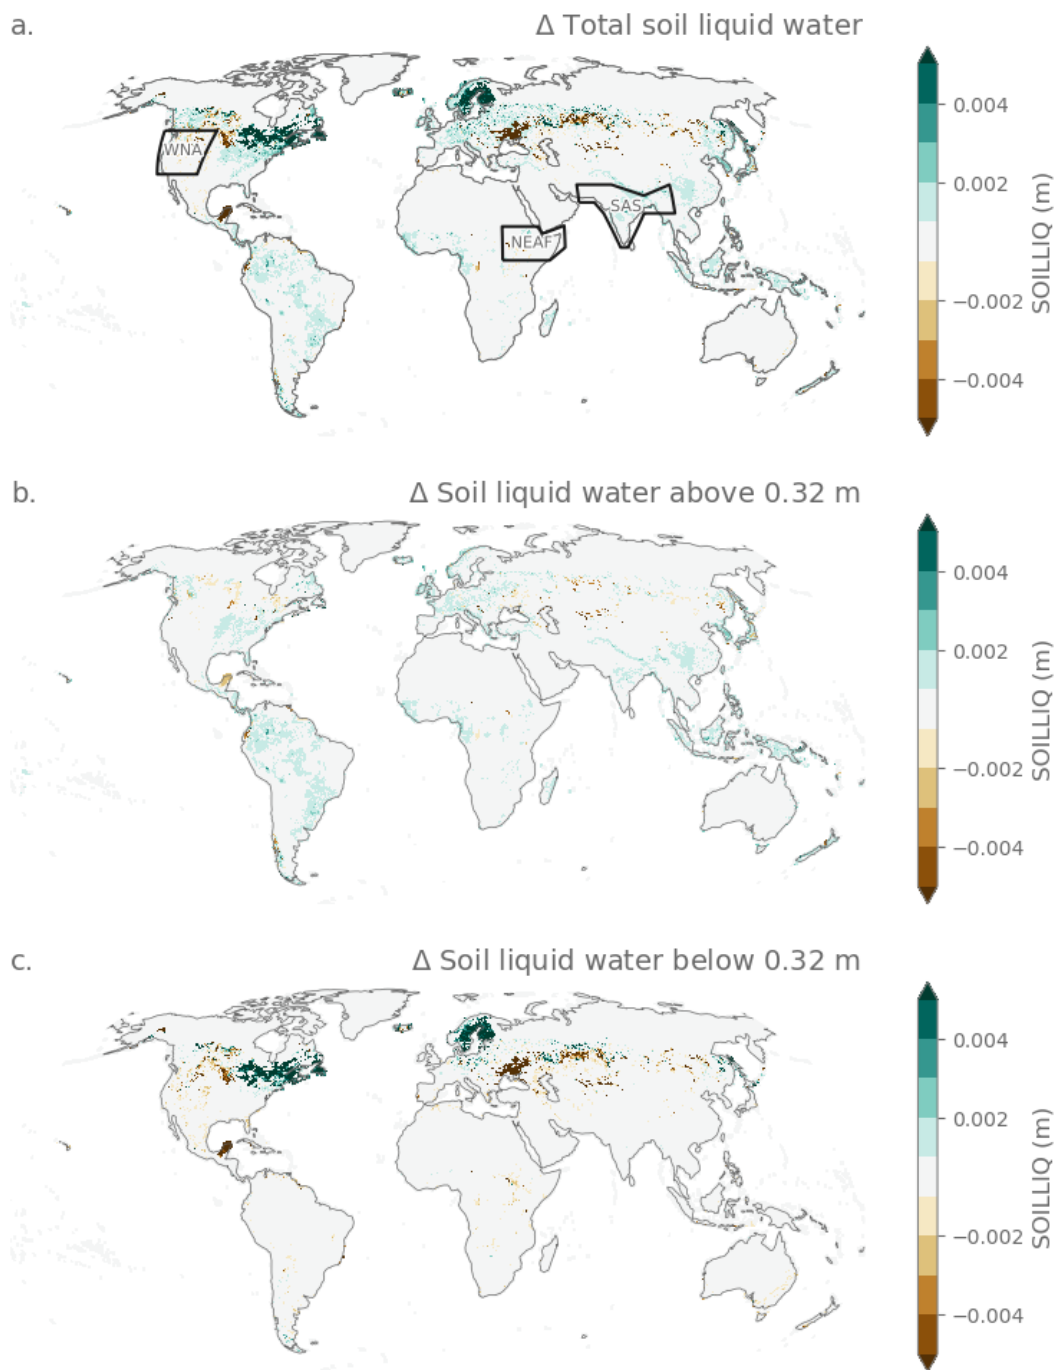 a.
Δ Total soil liquid water
WNA
SAS
NEAF
0.004
0.002
−0.002
−0.004
SOILLIQ (m)
b.
Δ Soil liquid water above 0.32 m
0.004
0.002
−0.002
−0.004
SOILLIQ (m)
c.
Δ Soil liquid water below 0.32 m
0.004
0.002
−0.002
−0.004
SOILLIQ (m)